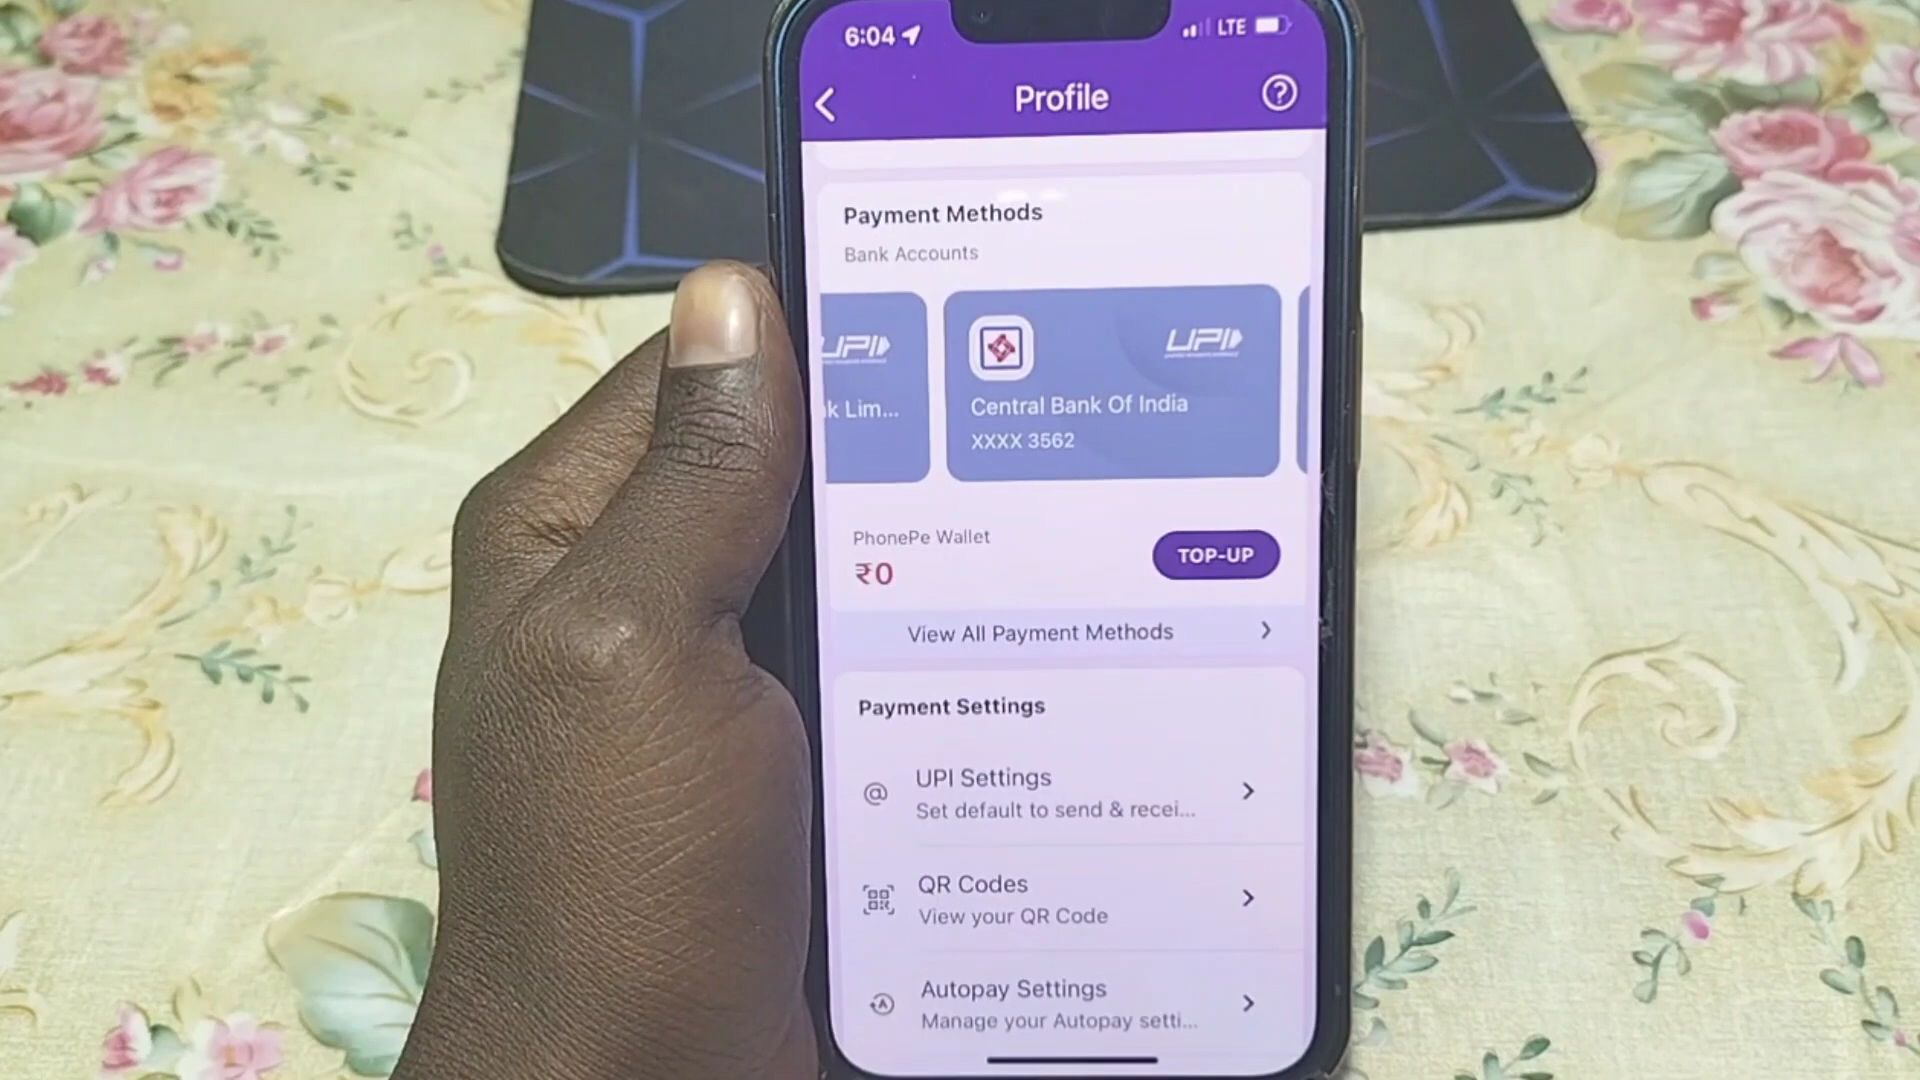 6:04
LTE
Profile
?
Payment Methods
Bank Accounts
UPI
k Lim...
UPI
Central Bank Of India
XXXX 3562
PhonePe Wallet
₹0
TOP-UP
View All Payment Methods
Payment Settings
@
UPI Settings
Set default to send & recei...
QR Codes
View your QR Code
A
Autopay Settings
Manage your Autopay setti...